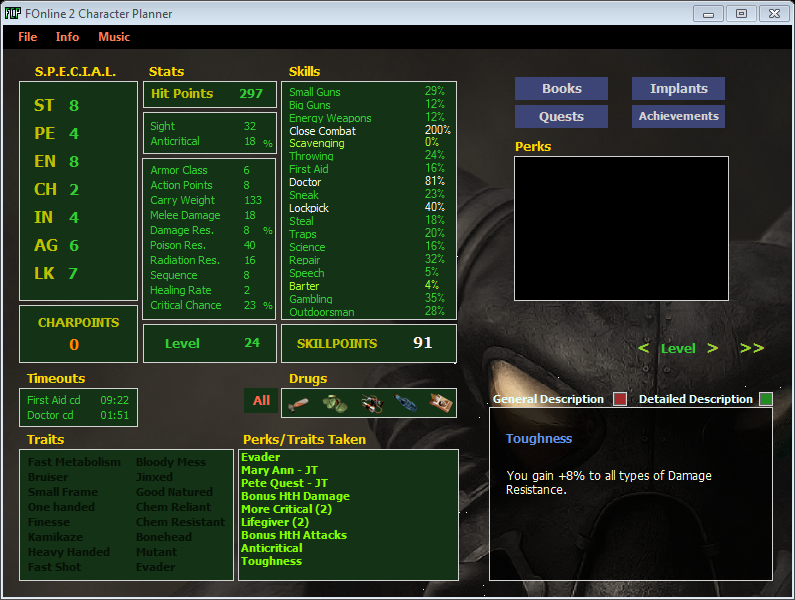 FOnline 2 Character Planner
File Info Music
S.P.E.C.I.A.L.
ST 8
PE 4
EN 8
CH 2
IN 4
AG 6
LK 7
CHARPOINTS
0
Stats
Hit Points 297
Sight 32
Anticritical 18 %
Armor Class 6
Action Points 8
Carry Weight 133
Melee Damage 18
Damage Res. 8 %
Poison Res. 40
Radiation Res. 16
Sequence 8
Healing Rate 2
Critical Chance 23 %
Level 24
Skills
Small Guns 29%
Big Guns 12%
Energy Weapons 12%
Close Combat 200%
Scavenging 0%
Throwing 24%
First Aid 16%
Doctor 81%
Sneak 23%
Lockpick 40%
Steal 18%
Traps 20%
Science 16%
Repair 32%
Speech 5%
Barter 4%
Gambling 35%
Outdoorsman 28%
SKILLPOINTS 91
Books Implants
Quests Achievements
Perks
< Level > >>
Timeouts
First Aid cd 09:22
Doctor cd 01:51
All
Drugs
Traits
Fast Metabolism Bloody Mess
Bruiser Jinxed
Small Frame Good Natured
One handed Chem Reliant
Finesse Chem Resistant
Kamikaze Bonehead
Heavy Handed Mutant
Fast Shot Evader
Perks/Traits Taken
Evader
Mary Ann - JT
Pete Quest - JT
Bonus HtH Damage
More Critical (2)
Lifegiver (2)
Bonus HtH Attacks
Anticritical
Toughness
General Description Detailed Description
Toughness
You gain +8% to all types of Damage
Resistance.